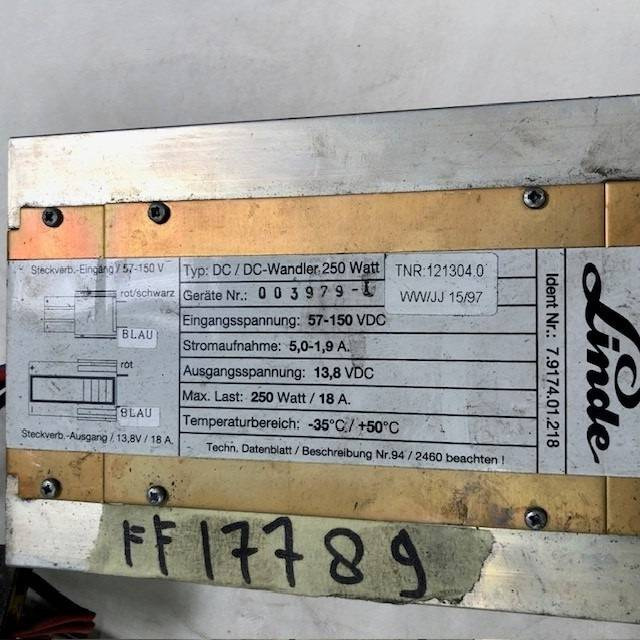 Steckverb.-Eingang / 57-150 V
rot/schwarz
BLAU
rot
BLAU
Steckverb.-Ausgang / 13,8V / 18 A.
Typ: DC / DC-Wandler 250 Watt
Geräte Nr.: 003979-L
Eingangsspannung: 57-150 VDC
Stromaufnahme: 5,0-1,9 A.
Ausgangsspannung: 13,8 VDC
Max. Last: 250 Watt / 18 A.
Temperaturbereich: -35°C / +50°C
Techn. Datenblatt / Beschreibung Nr.94 / 2460 beachten !
TNR:121304.0
WW/JJ 15/97
Ident Nr.: 7.9174.01.218
Linde
FF17789